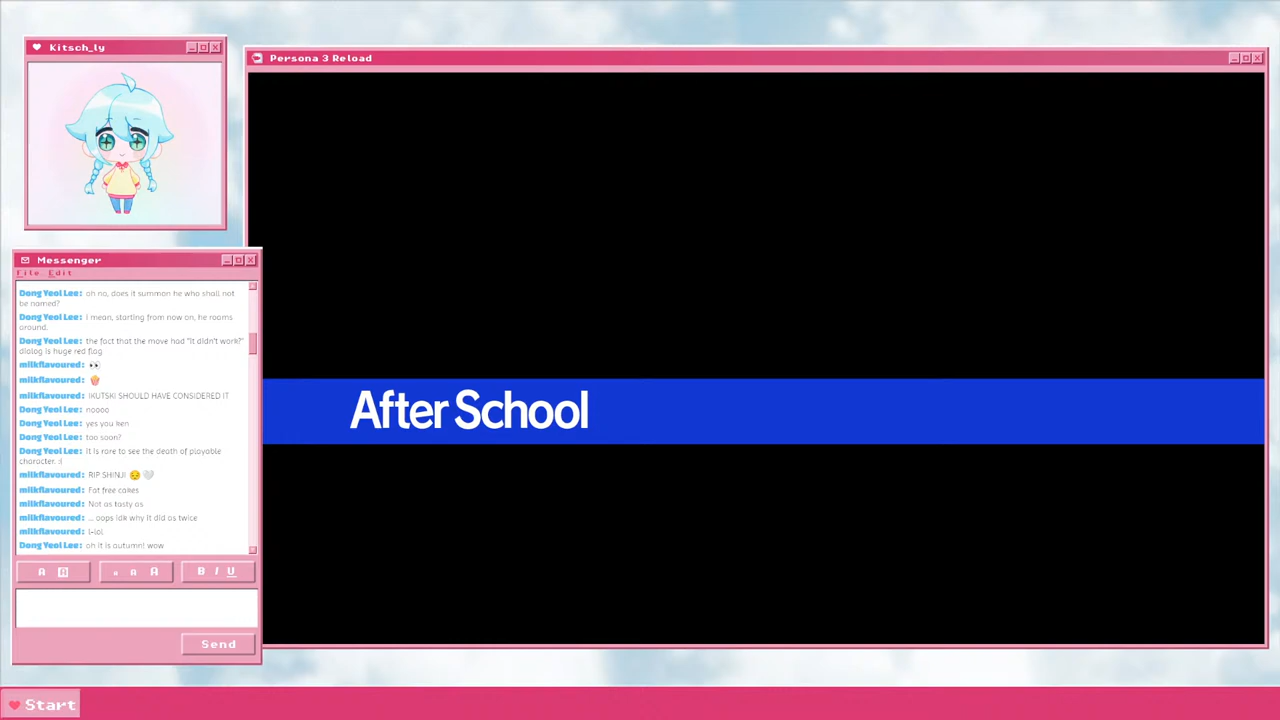 Kitsch_ly
Persona 3 Reload
Messenger
File Edit
Dong Yeol Lee: oh no, does it summon he who shall not
be named?
Dong Yeol Lee: I mean, starting from now on, he roams
around.
Dong Yeol Lee: the fact that the move had "it didn't work?"
dialog is huge red flag
milkflavoured: 👀
milkflavoured: 🍿
milkflavoured: IKUTSKI SHOULD HAVE CONSIDERED IT
Dong Yeol Lee: noooo
Dong Yeol Lee: yes you ken
Dong Yeol Lee: too soon?
Dong Yeol Lee: It is rare to see the death of playable
character. :(
milkflavoured: RIP SHINJI 😔 🤍
milkflavoured: Fat free cakes
milkflavoured: Not as tasty as
milkflavoured: ... oops idk why it did as twice
milkflavoured: l-lol
Dong Yeol Lee: oh it is autumn! wow
After School
A A A A A B I U
Send
Start